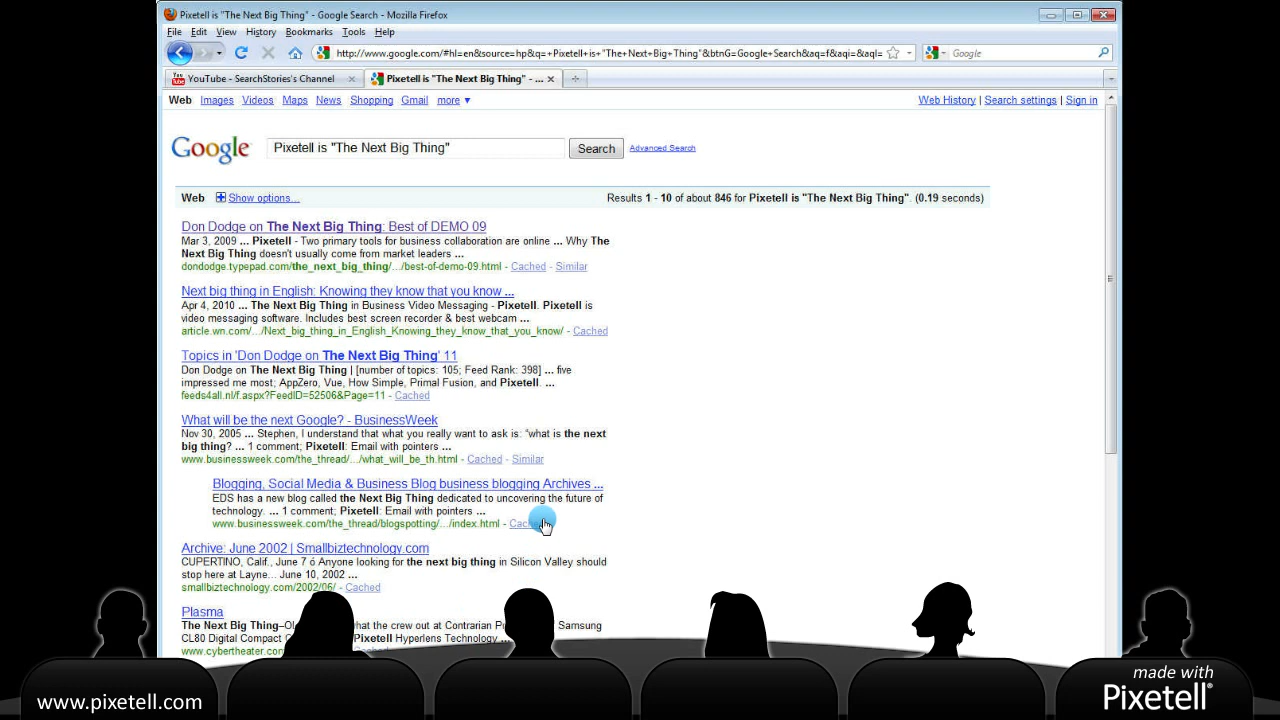 Pixetell is "The Next Big Thing" - Google Search - Mozilla Firefox
File Edit View History Bookmarks Tools Help
http://www.google.com/#hl=en&source=hp&q=+Pixetell+is+"The+Next+Big+Thing"&btnG=Google+Search&aq=f&aqi=&aql= Google
YouTube - SearchStories's Channel Pixetell is "The Next Big Thing" - ...
Web Images Videos Maps News Shopping Gmail more ▼ Web History | Search settings | Sign in
Google Pixetell is "The Next Big Thing" Search Advanced Search
Web Show options... Results 1 - 10 of about 846 for Pixetell is "The Next Big Thing". (0.19 seconds)
Don Dodge on The Next Big Thing: Best of DEMO 09
Mar 3, 2009 ... Pixetell - Two primary tools for business collaboration are online ... Why The
Next Big Thing doesn't usually come from market leaders ...
dondodge.typepad.com/the_next_big_thing/.../best-of-demo-09.html - Cached - Similar
Next big thing in English: Knowing they know that you know ...
Apr 4, 2010 ... The Next Big Thing in Business Video Messaging - Pixetell. Pixetell is
video messaging software. Includes best screen recorder & best webcam ...
article.wn.com/.../Next_big_thing_in_English_Knowing_they_know_that_you_know/ - Cached
Topics in 'Don Dodge on The Next Big Thing' 11
Don Dodge on The Next Big Thing | [number of topics: 105; Feed Rank: 398] ... five
impressed me most; AppZero, Vue, How Simple, Primal Fusion, and Pixetell. ...
feeds4all.nl/f.aspx?FeedID=52506&Page=11 - Cached
What will be the next Google? - BusinessWeek
Nov 30, 2005 ... Stephen, I understand that what you really want to ask is: "what is the next
big thing? ... 1 comment; Pixetell: Email with pointers ...
www.businessweek.com/the_thread/.../what_will_be_th.html - Cached - Similar
Blogging, Social Media & Business Blog business blogging Archives ...
EDS has a new blog called the Next Big Thing dedicated to uncovering the future of
technology. ... 1 comment; Pixetell: Email with pointers ...
www.businessweek.com/the_thread/blogspotting/.../index.html - Cached
Archive: June 2002 | Smallbiztechnology.com
CUPERTINO, Calif., June 7 ó Anyone looking for the next big thing in Silicon Valley should
stop here at Layne... June 10, 2002 ...
smallbiztechnology.com/2002/06/ - Cached
Plasma
The Next Big Thing–Ol what the crew out at Contrarian Pu Samsung
CL80 Digital Compact Pixetell Hyperlens Technology ...
www.cybertheater.com
www.pixetell.com
made with
Pixetell®